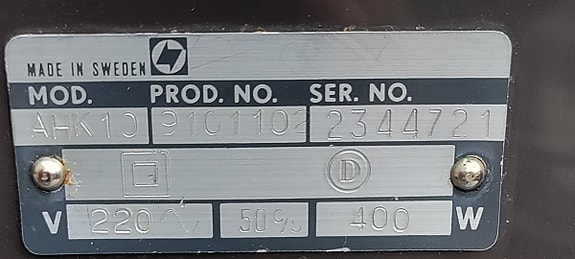 MADE IN SWEDEN
MOD. PROD. NO. SER. NO.
AHK10 9101102 2344721
D
V 220 50% 400 W